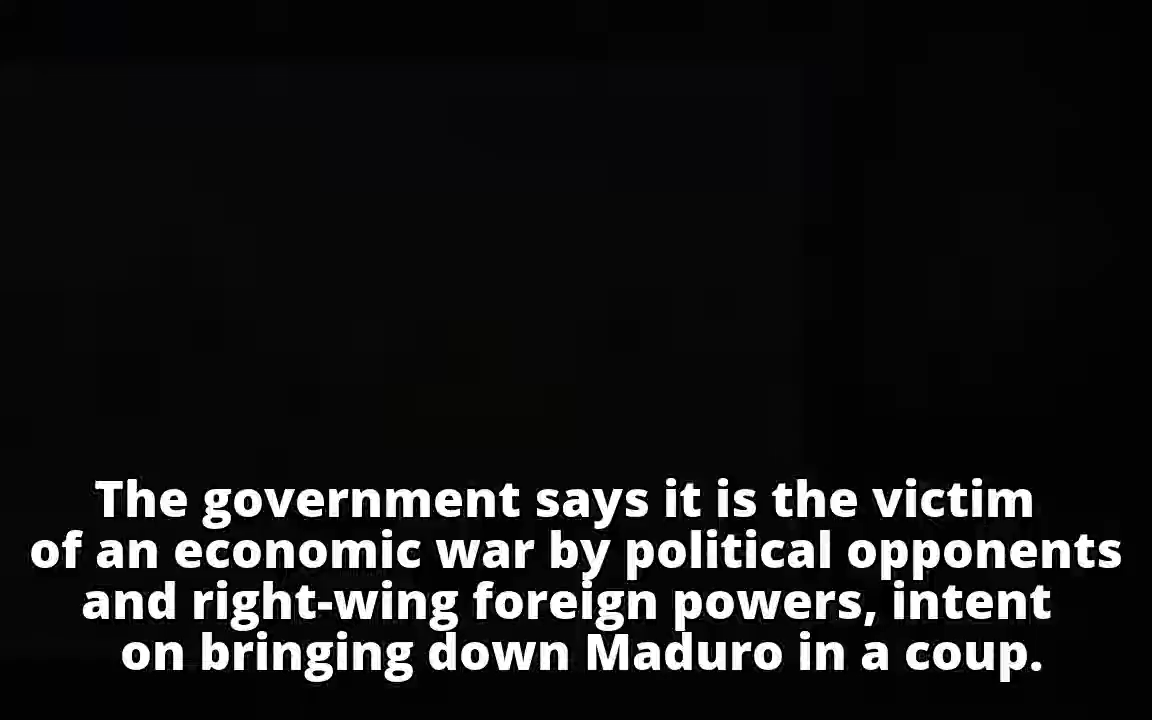 The government says it is the victim
of an economic war by political opponents
and right-wing foreign powers, intent
on bringing down Maduro in a coup.